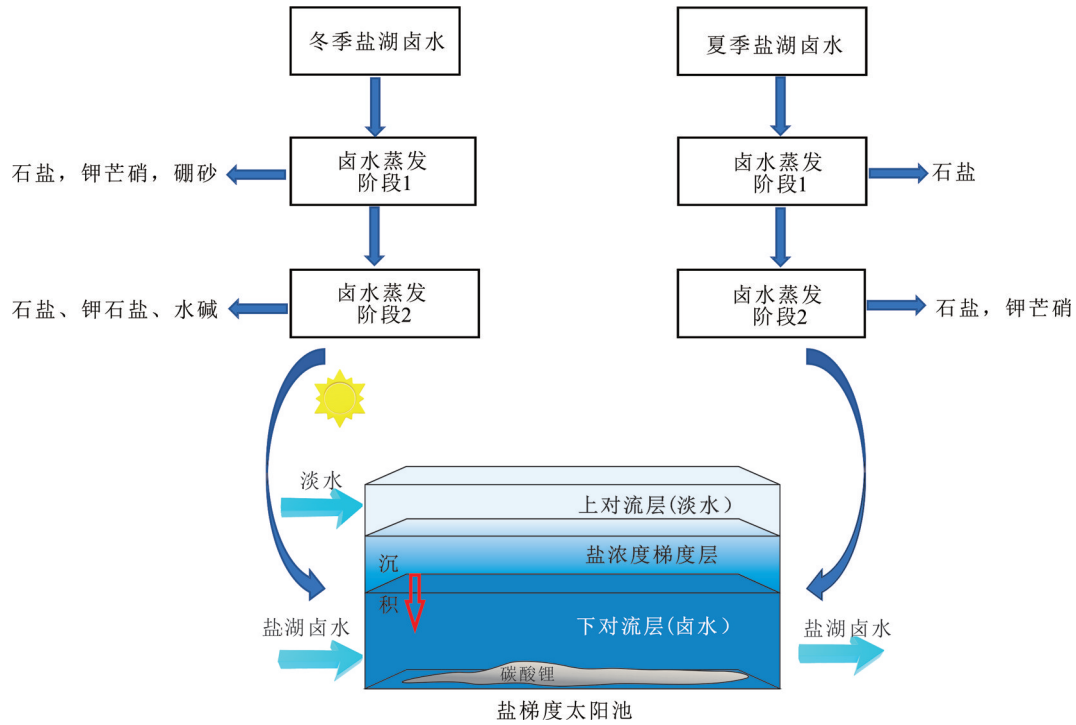 冬季盐湖卤水
夏季盐湖卤水
石盐，钾芒硝，硼砂
卤水蒸发
阶段1
卤水蒸发
阶段1
石盐
石盐、钾石盐、水碱
卤水蒸发
阶段2
卤水蒸发
阶段2
石盐，钾芒硝
淡水
上对流层(淡水)
盐浓度梯度层
沉
积
盐湖卤水
下对流层(卤水)
盐湖卤水
碳酸锂
盐梯度太阳池